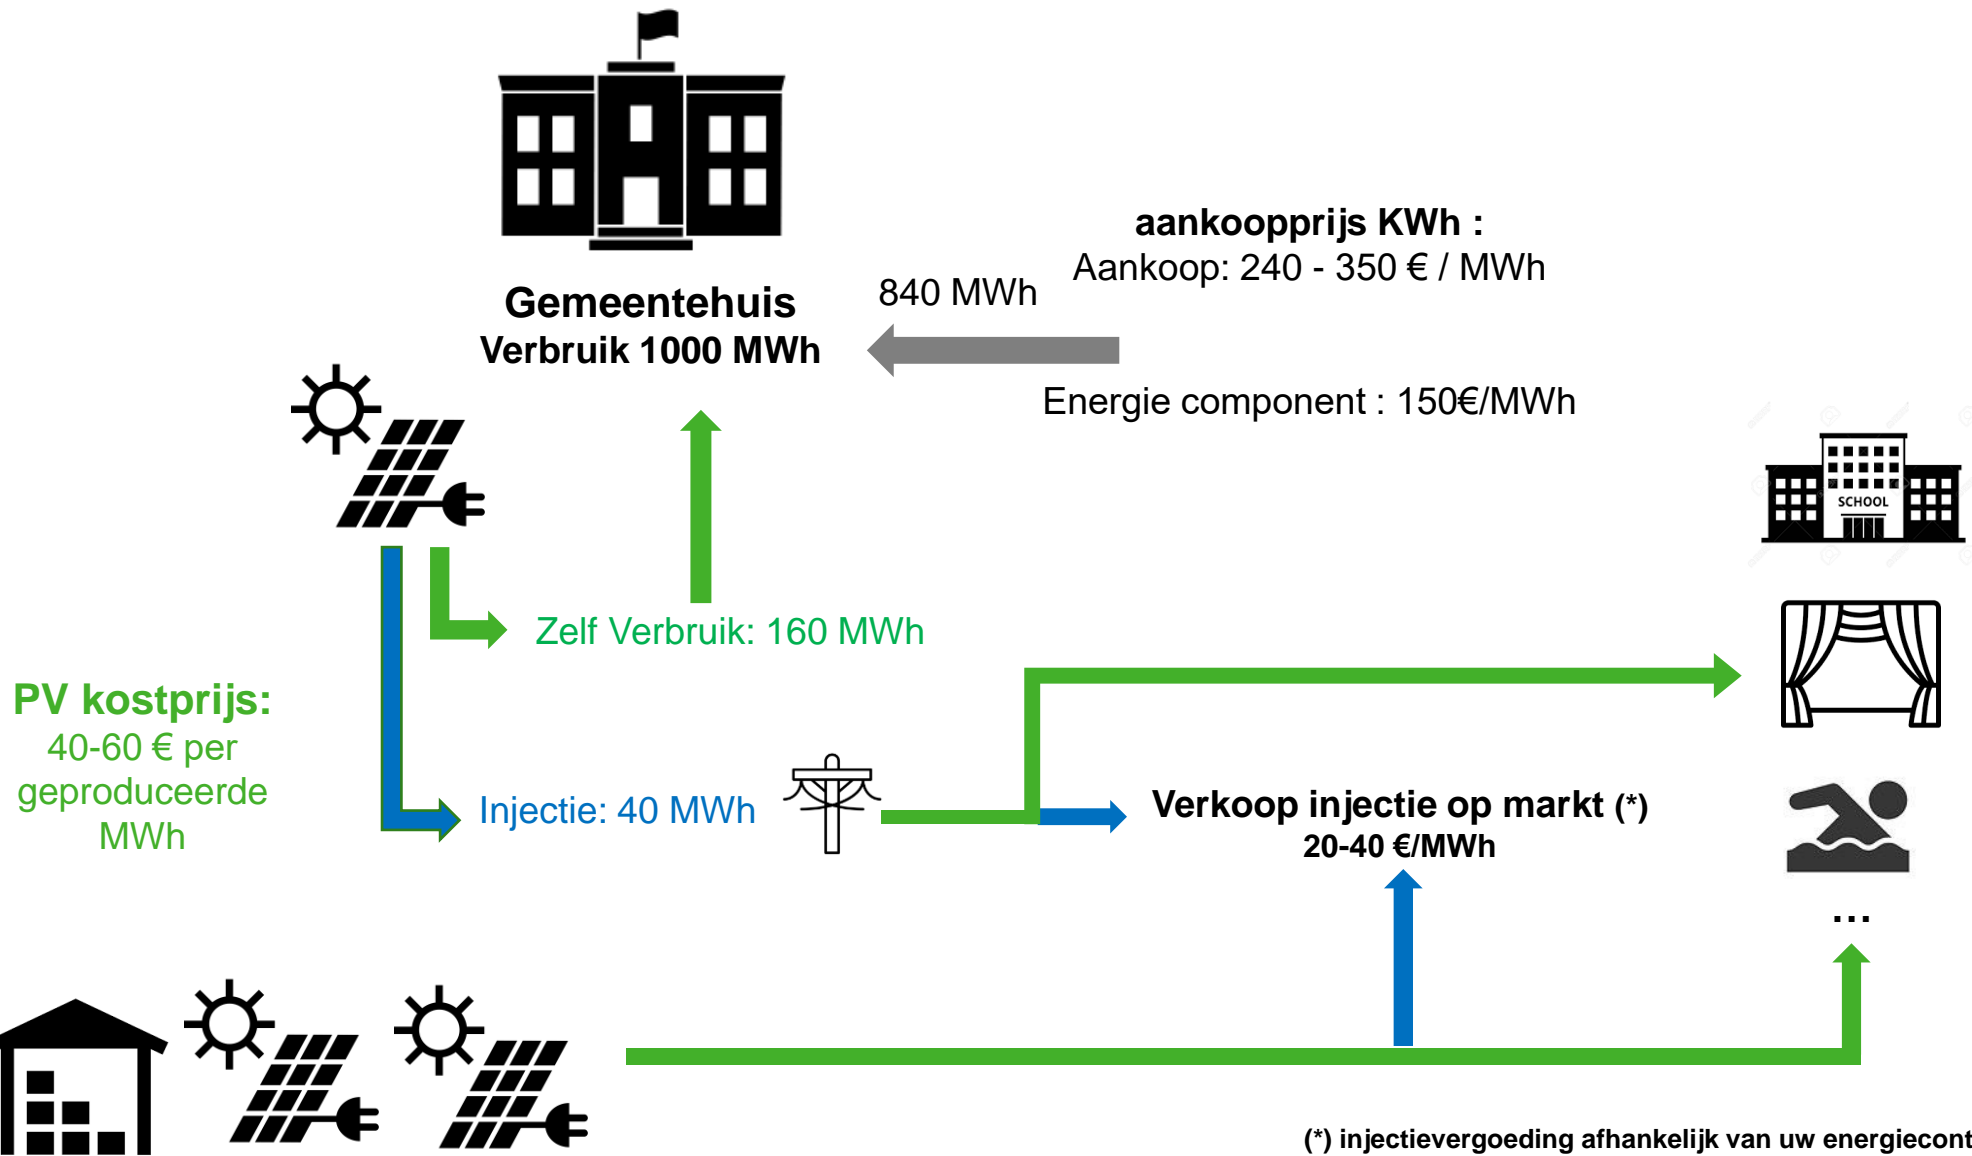 aankoopprijs KWh :
Aankoop: 240 - 350 € / MWh
840 MWh
Gemeentehuis
Verbruik 1000 MWh
Energie component : 150€/MWh
SCHOOL
Zelf Verbruik: 160 MWh
PV kostprijs:
40-60 € per
geproduceerde
MWh
Injectie: 40 MWh
Verkoop injectie op markt (*)
20-40 €/MWh
...
(*) injectievergoeding afhankelijk van uw energiecont